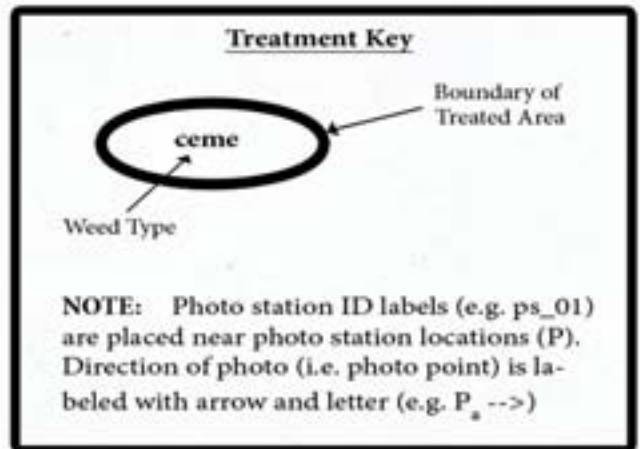 Treatment Key
Boundary of
Treated Area
ceme
Weed Type
NOTE: Photo station ID labels (e.g. ps_01)
are placed near photo station locations (P).
Direction of photo (i.e. photo point) is la-
beled with arrow and letter (e.g. Pₐ -->)